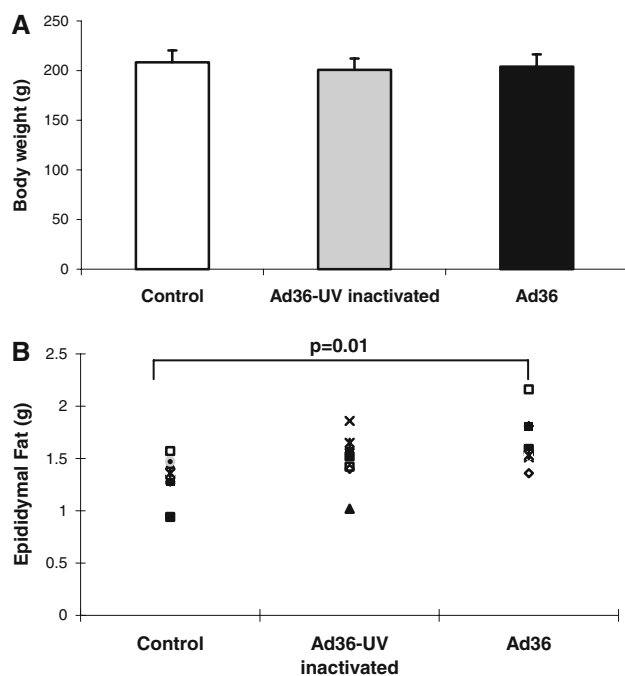 A
Body weight (g)
250
200
150
100
50
0
Control
Ad36-UV inactivated
Ad36
B
Epididymal Fat (g)
2.5
2
1.5
1
0.5
0
p=0.01
Control
Ad36-UV
inactivated
Ad36